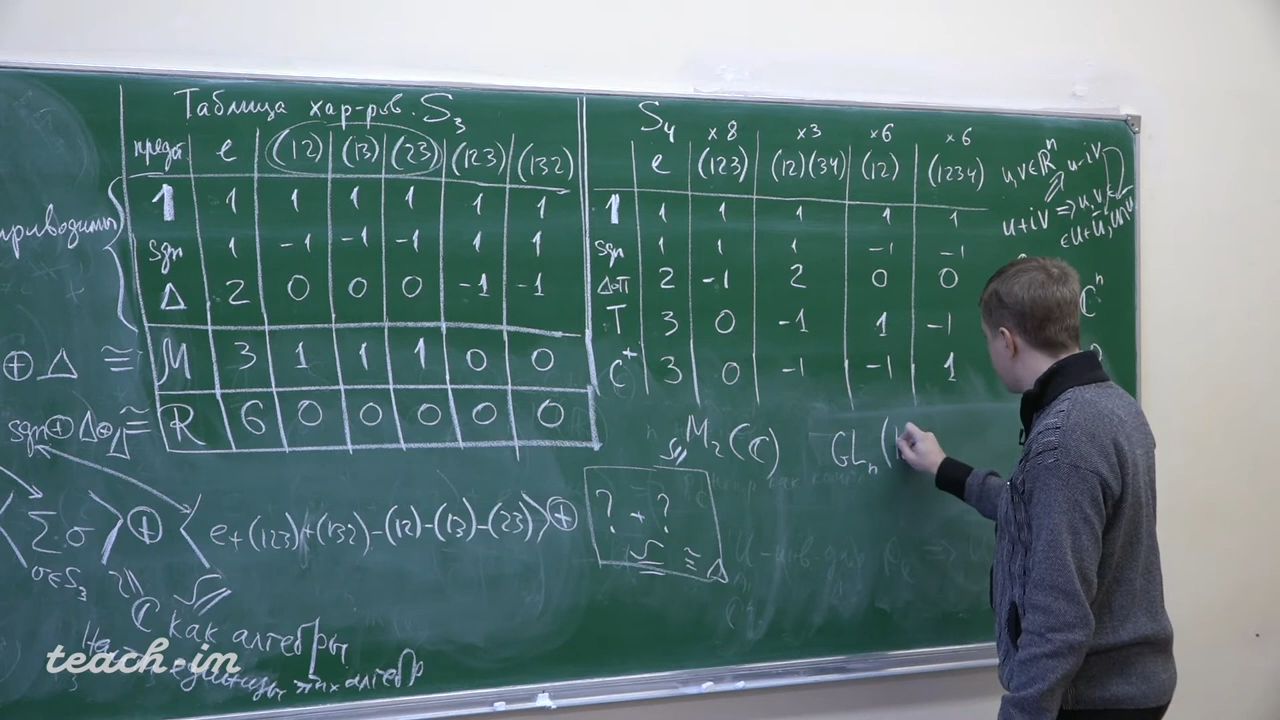 Таблица хар-ров. S₃
предст e (12) (13) (23) (123) (132)
1 1 1 1 1 1 1
sgn 1 -1 -1 -1 1 1
Δ 2 0 0 0 -1 -1
M 3 1 1 1 0 0
R 6 0 0 0 0 0
приводимы
⊕ Δ ≅
sgn ⊕ Δ ⊕ Δ ≅
⟨ Σ σ ⟩ ⊕ ⟨ e+(123)+(132)-(12)-(13)-(23) ⟩ ⊕
σ∈S₃
ℂ как алгебры
teach-in
S₄ ×8 ×3 ×6 ×6
e (123) (12)(34) (12) (1234)
1 1 1 1 1 1
sgn 1 1 1 -1 -1
Δ∘π 2 -1 2 0 0
T 3 0 -1 1 -1
C⁺ 3 0 -1 -1 1
M₂(ℂ) GLₙ(
? + ?
≅ Δ
u,v∈ℝⁿ u-iv
u+iv ⇒ u,v
ℂⁿ